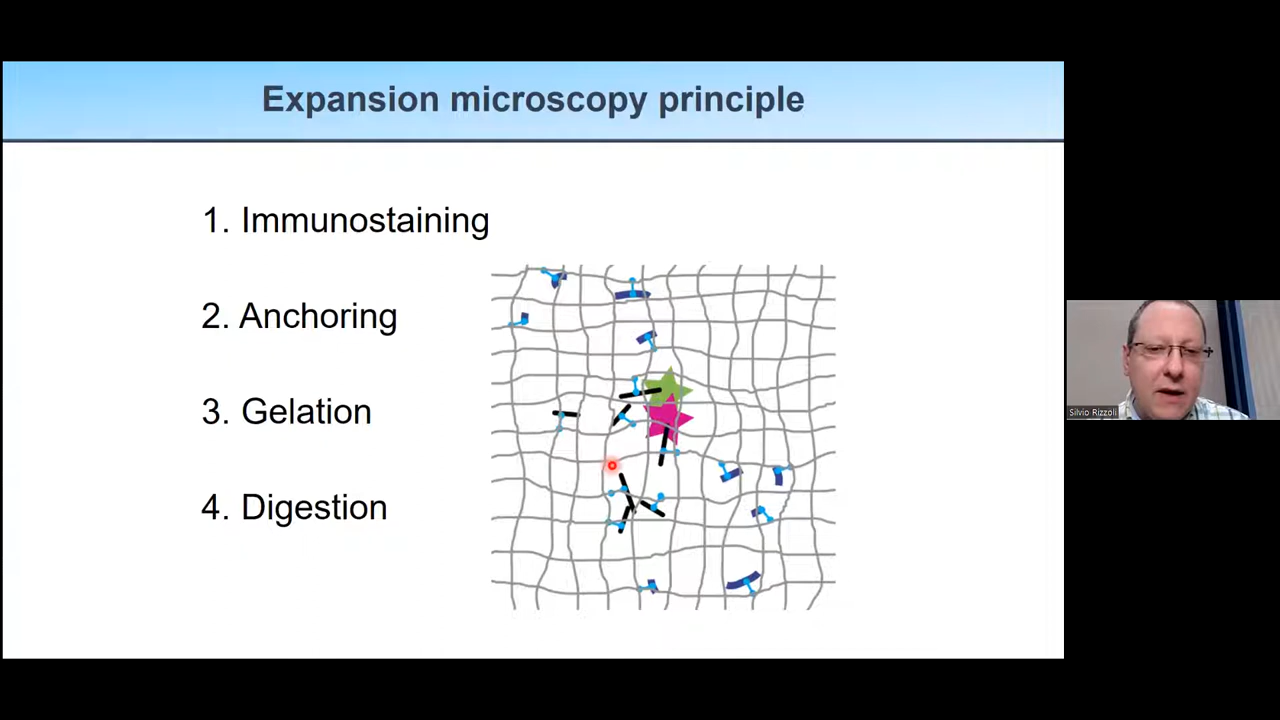 Expansion microscopy principle
1. Immunostaining
2. Anchoring
3. Gelation
4. Digestion
Silvio Rizzoli